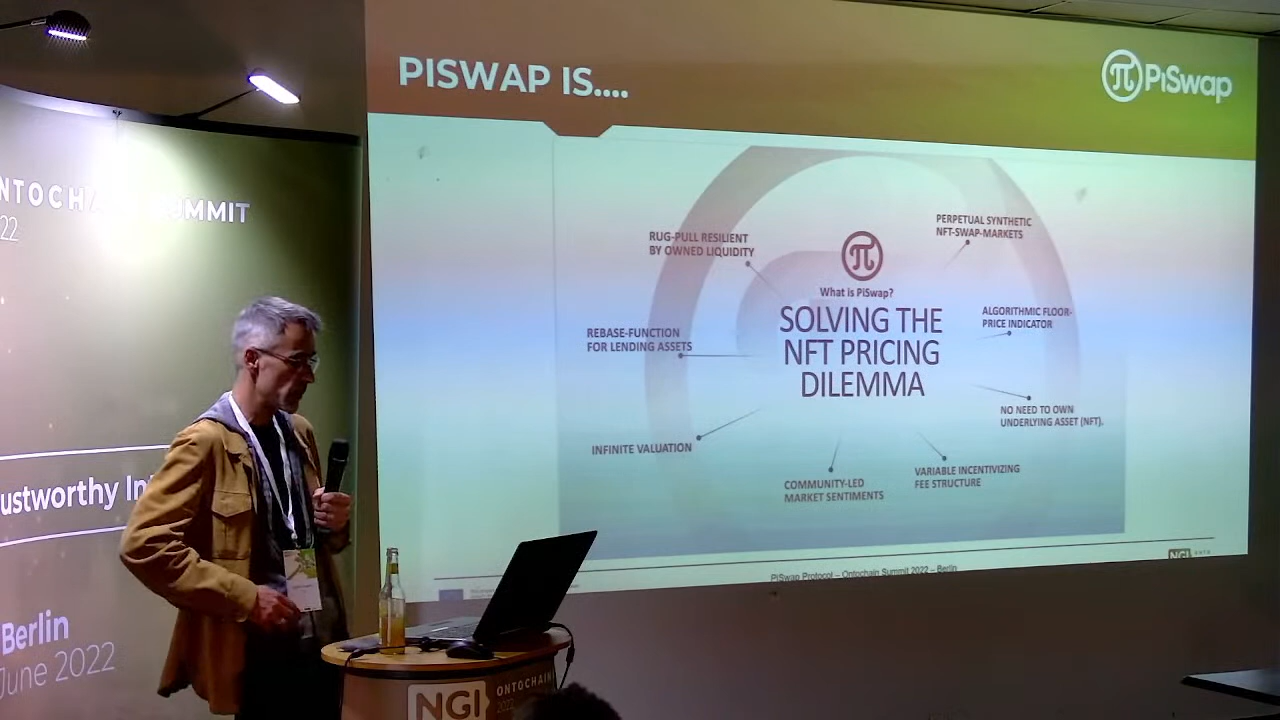 PISWAP IS....
π PiSwap
RUG-PULL RESILIENT
BY OWNED LIQUIDITY
PERPETUAL SYNTHETIC
NFT-SWAP-MARKETS
π
What is PiSwap?
SOLVING THE
NFT PRICING
DILEMMA
REBASE-FUNCTION
FOR LENDING ASSETS
ALGORITHMIC FLOOR-
PRICE INDICATOR
NO NEED TO OWN
UNDERLYING ASSET (NFT).
INFINITE VALUATION
COMMUNITY-LED
MARKET SENTIMENTS
VARIABLE INCENTIVIZING
FEE STRUCTURE
NGI
PiSwap Protocol – Ontochain Summit 2022 – Berlin
NTOCHA SUMMIT
22
ustworthy In
Berlin
June 2022
NGI ONTOCHAIN
2022